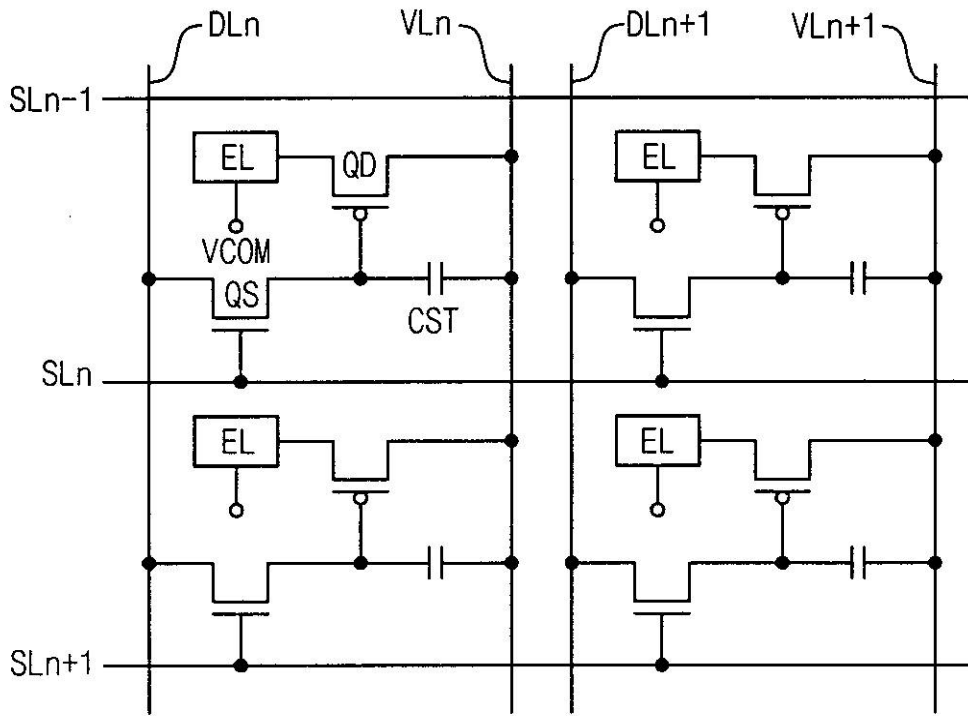 DLn
VLn
DLn+1
VLn+1
SLn-1
EL
QD
EL
VCOM
QS
CST
SLn
EL
EL
SLn+1